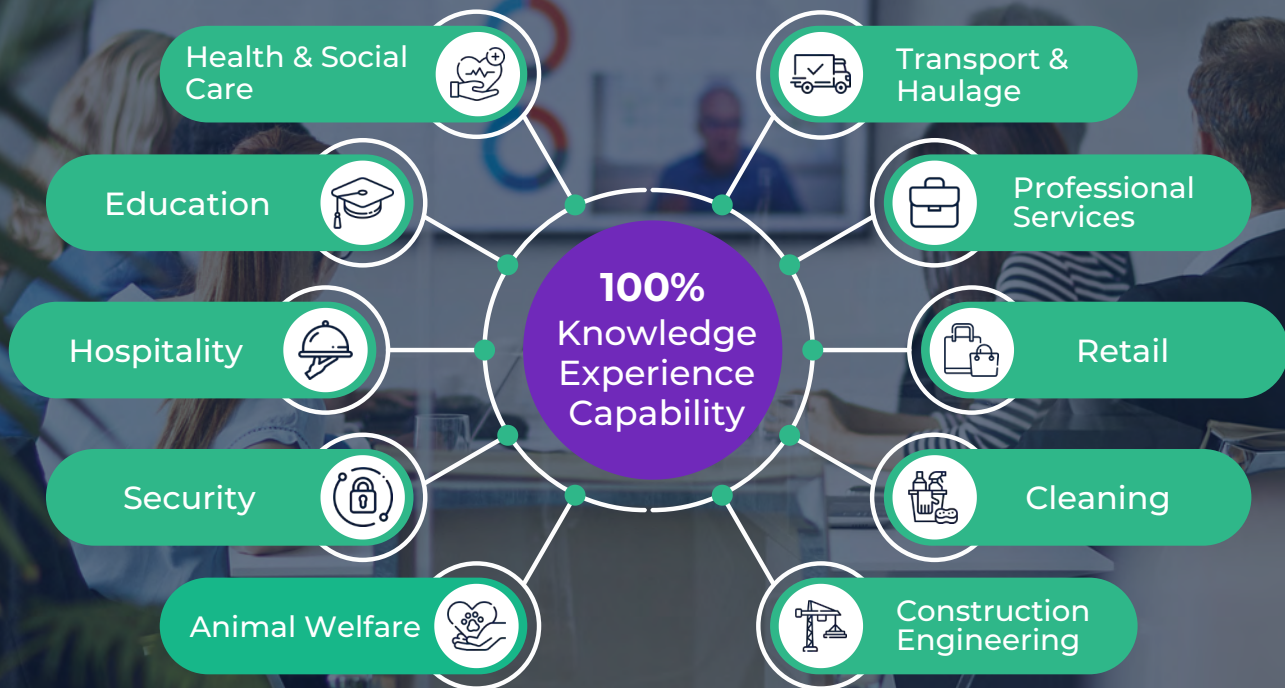 Health & Social
Care
Transport &
Haulage
Education
Professional
Services
100%
Knowledge
Experience
Capability
Hospitality
Retail
Security
Cleaning
Animal Welfare
Construction
Engineering